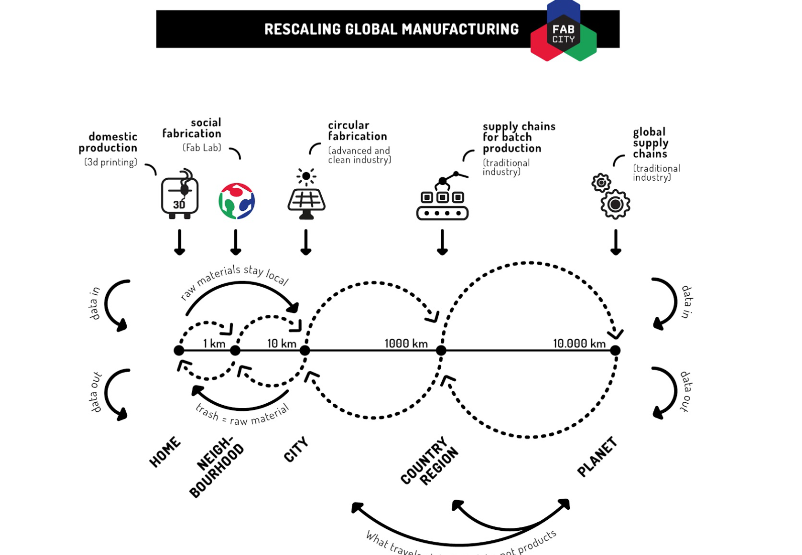 RESCALING GLOBAL MANUFACTURING
FAB
CITY
domestic
production
(3d printing)
social
fabrication
(Fab Lab)
circular
fabrication
(advanced and
clean industry)
supply chains
for batch
production
(traditional
industry)
global
supply
chains
(traditional
industry)
3D
raw materials stay local
data in
data in
1 km
10 km
1000 km
10.000 km
data out
data out
trash = raw material
HOME
NEIGH-
BOURHOOD
CITY
COUNTRY
REGION
PLANET
What travels not products